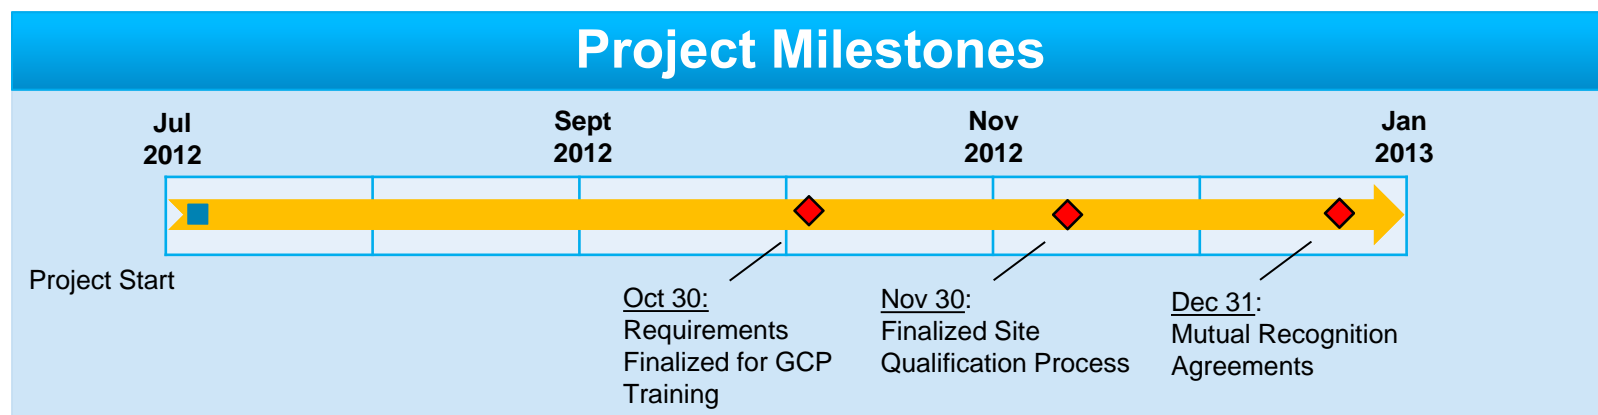 Project Milestones
Jul
2012
Sept
2012
Nov
2012
Jan
2013
Project Start
Oct 30:
Requirements
Finalized for GCP
Training
Nov 30:
Finalized Site
Qualification Process
Dec 31:
Mutual Recognition
Agreements